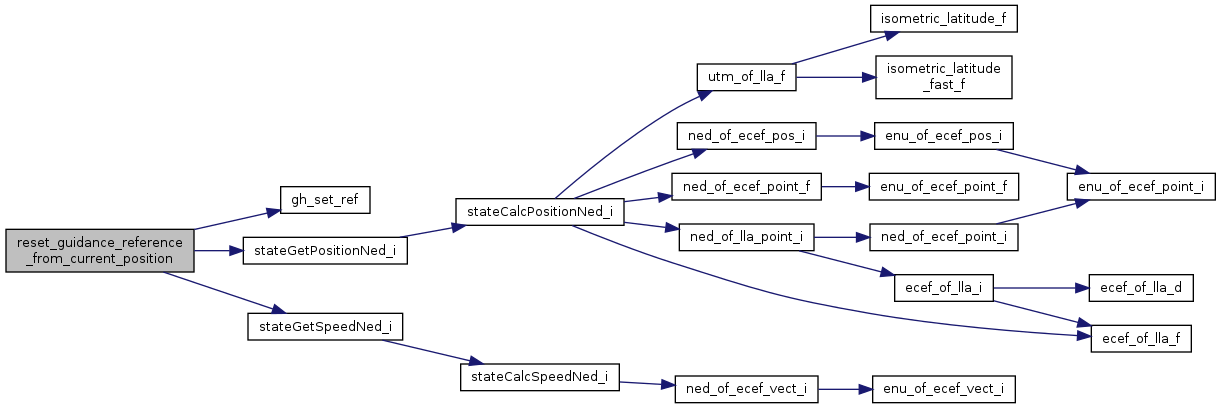 isometric_latitude_f
isometric_latitude
_fast_f
utm_of_lla_f
ned_of_ecef_pos_i
enu_of_ecef_pos_i
ned_of_ecef_point_f
enu_of_ecef_point_f
enu_of_ecef_point_i
gh_set_ref
stateCalcPositionNed_i
ned_of_lla_point_i
ned_of_ecef_point_i
reset_guidance_reference
_from_current_position
stateGetPositionNed_i
ecef_of_lla_i
ecef_of_lla_d
stateGetSpeedNed_i
ecef_of_lla_f
stateCalcSpeedNed_i
ned_of_ecef_vect_i
enu_of_ecef_vect_i